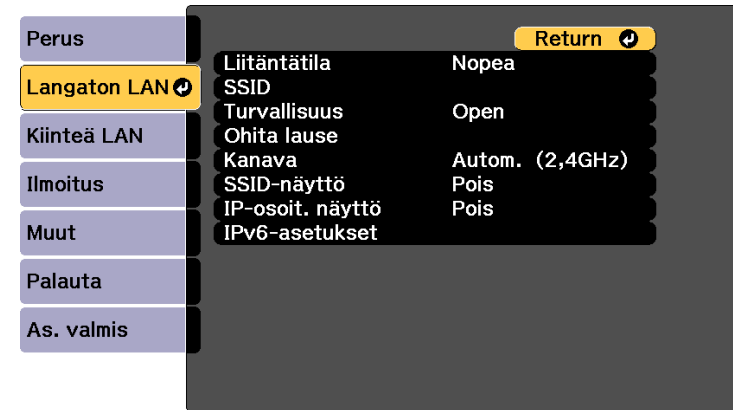 Perus
Langaton LAN
Kiinteä LAN
Ilmoitus
Muut
Palauta
As. valmis
Return
Liitäntätila Nopea
SSID
Turvallisuus Open
Ohita lause
Kanava Autom. (2,4GHz)
SSID-näyttö Pois
IP-osoit. näyttö Pois
IPv6-asetukset